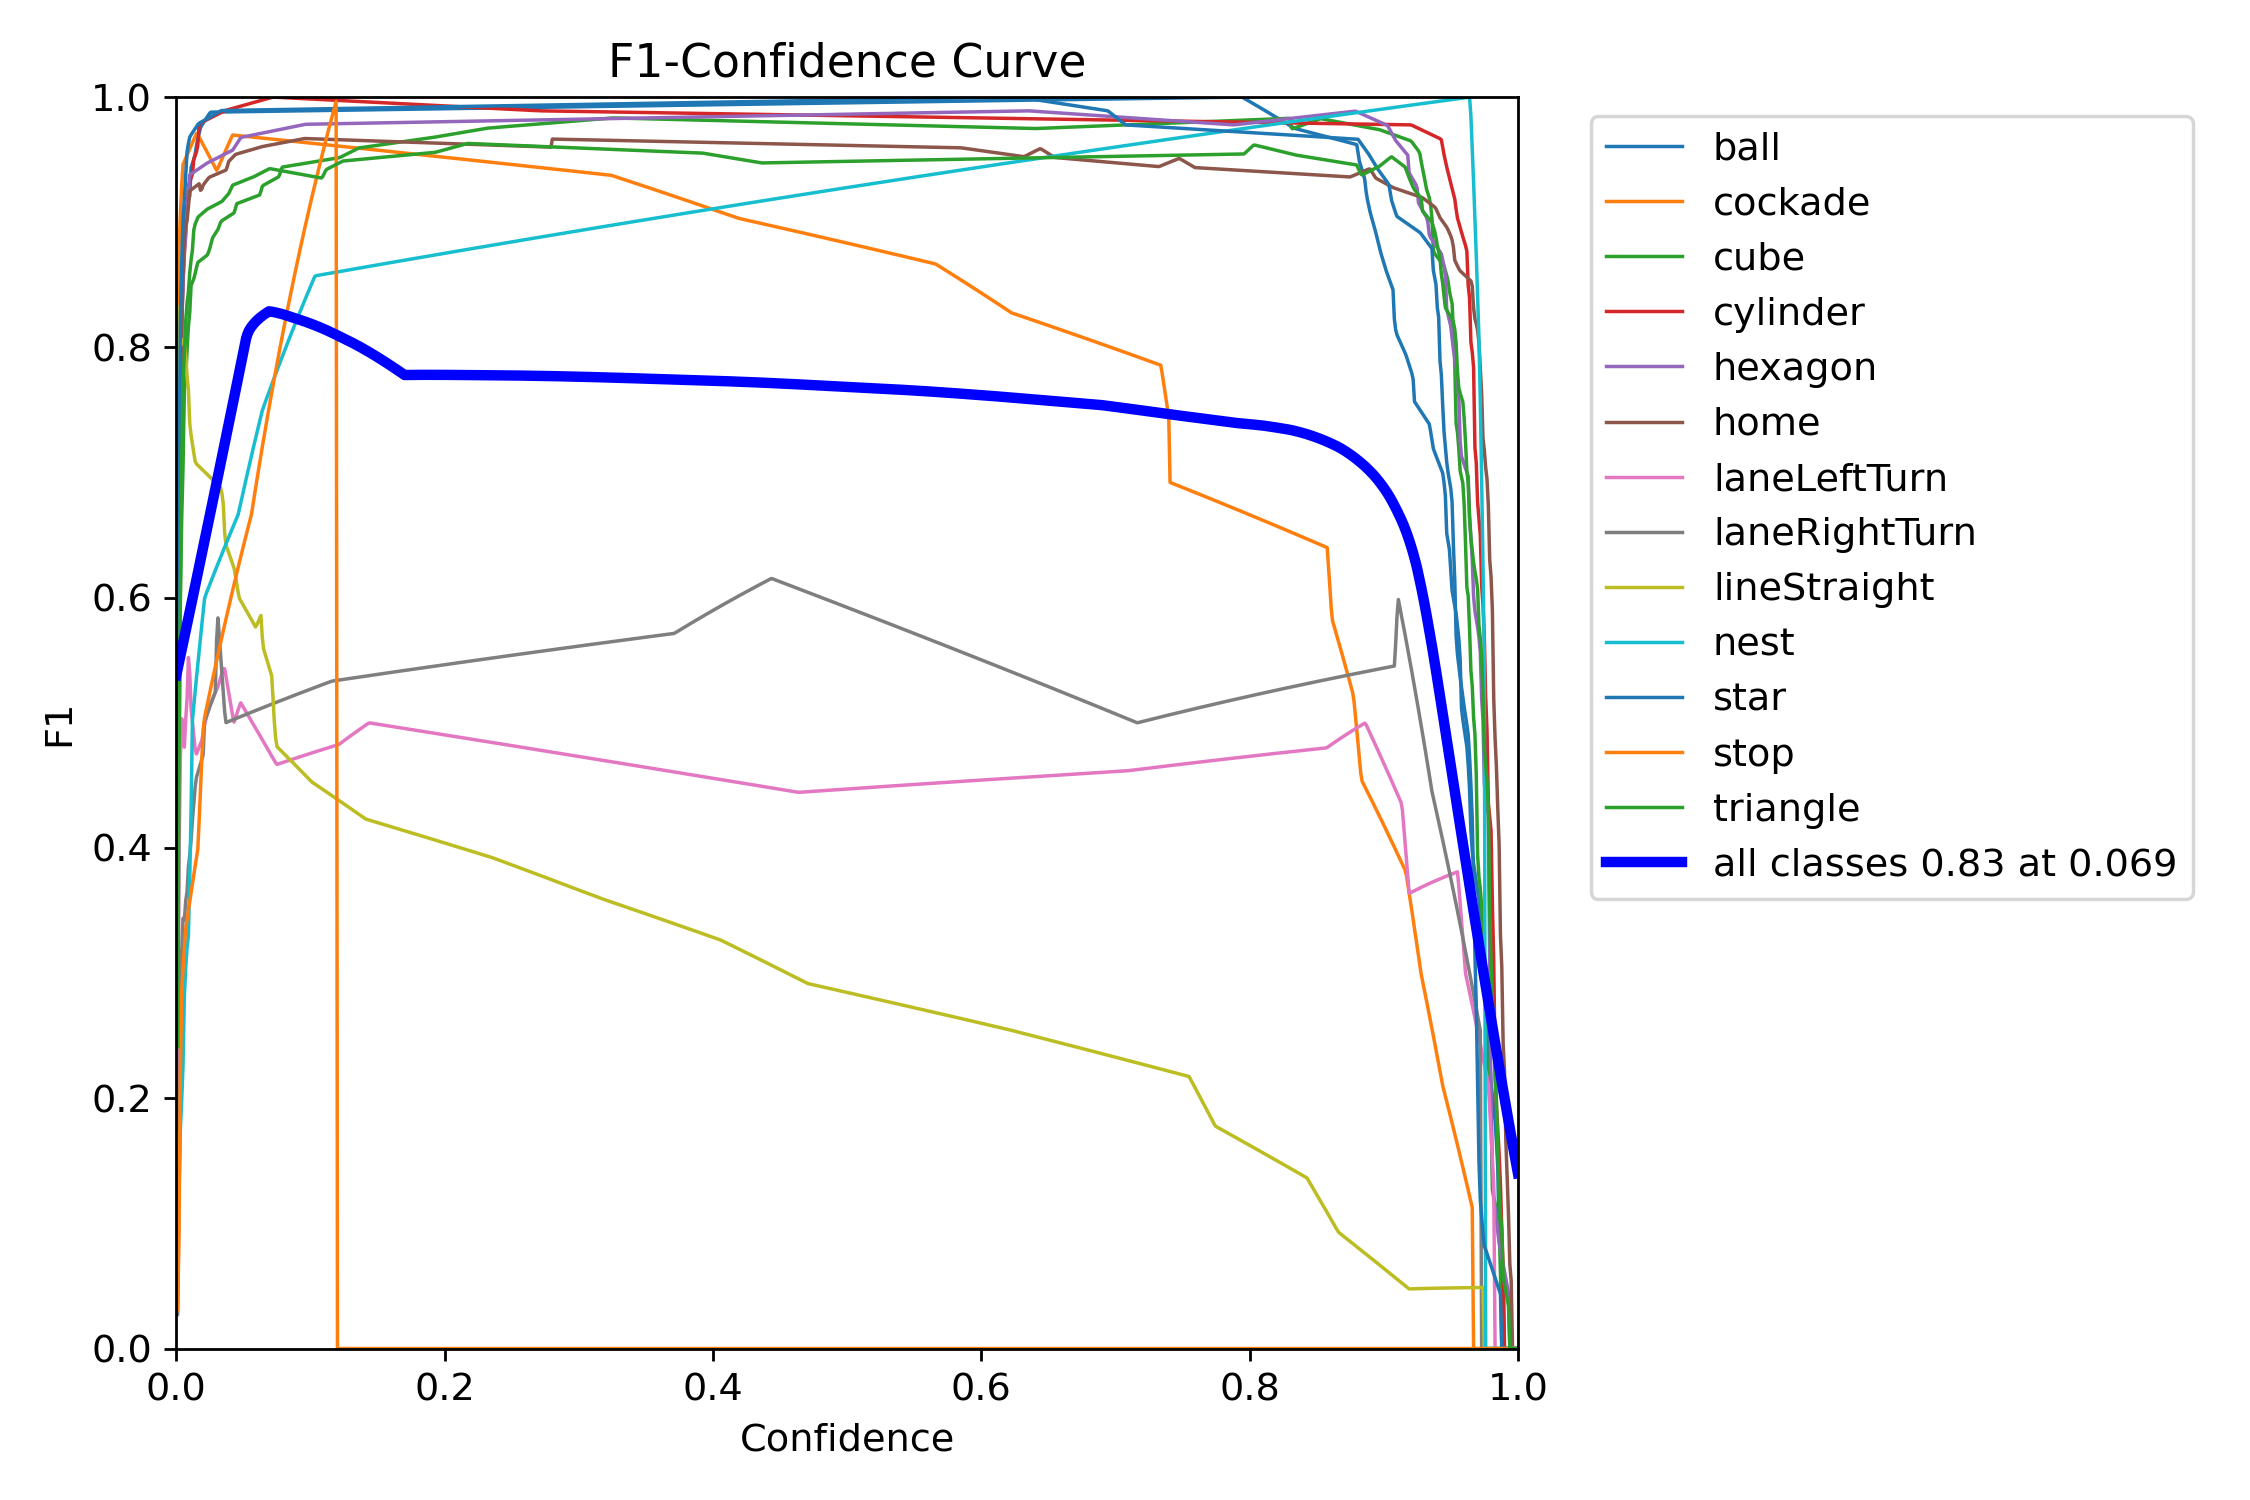 F1-Confidence Curve
1.0
0.8
0.6
0.4
0.2
0.0
F1
0.0 0.2 0.4 0.6 0.8 1.0
Confidence
ball
cockade
cube
cylinder
hexagon
home
laneLeftTurn
laneRightTurn
lineStraight
nest
star
stop
triangle
all classes 0.83 at 0.069